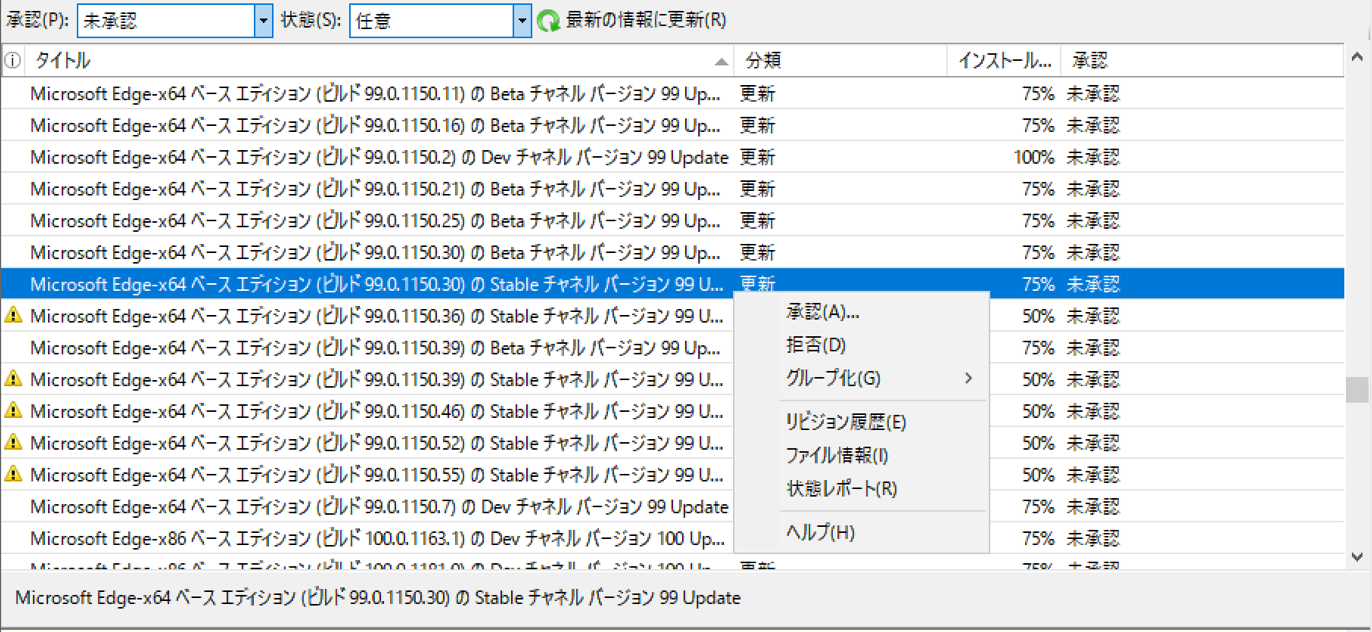 承認(P): 未承認 状態(S): 任意 最新の情報に更新(R)
タイトル 分類 インストール... 承認
Microsoft Edge-x64 ベース エディション (ビルド 99.0.1150.11) の Beta チャネル バージョン 99 Up... 更新 75% 未承認
Microsoft Edge-x64 ベース エディション (ビルド 99.0.1150.16) の Beta チャネル バージョン 99 Up... 更新 75% 未承認
Microsoft Edge-x64 ベース エディション (ビルド 99.0.1150.2) の Dev チャネル バージョン 99 Update 更新 100% 未承認
Microsoft Edge-x64 ベース エディション (ビルド 99.0.1150.21) の Beta チャネル バージョン 99 Up... 更新 75% 未承認
Microsoft Edge-x64 ベース エディション (ビルド 99.0.1150.25) の Beta チャネル バージョン 99 Up... 更新 75% 未承認
Microsoft Edge-x64 ベース エディション (ビルド 99.0.1150.30) の Beta チャネル バージョン 99 Up... 更新 75% 未承認
Microsoft Edge-x64 ベース エディション (ビルド 99.0.1150.30) の Stable チャネル バージョン 99 U... 更新 75% 未承認
Microsoft Edge-x64 ベース エディション (ビルド 99.0.1150.36) の Stable チャネル バージョン 99 U... 50% 未承認
Microsoft Edge-x64 ベース エディション (ビルド 99.0.1150.39) の Beta チャネル バージョン 99 Up... 75% 未承認
Microsoft Edge-x64 ベース エディション (ビルド 99.0.1150.39) の Stable チャネル バージョン 99 U... 50% 未承認
Microsoft Edge-x64 ベース エディション (ビルド 99.0.1150.46) の Stable チャネル バージョン 99 U... 50% 未承認
Microsoft Edge-x64 ベース エディション (ビルド 99.0.1150.52) の Stable チャネル バージョン 99 U... 50% 未承認
Microsoft Edge-x64 ベース エディション (ビルド 99.0.1150.55) の Stable チャネル バージョン 99 U... 50% 未承認
Microsoft Edge-x64 ベース エディション (ビルド 99.0.1150.7) の Dev チャネル バージョン 99 Update 75% 未承認
Microsoft Edge-x86 ベース エディション (ビルド 100.0.1163.1) の Dev チャネル バージョン 100 Up... 75% 未承認
Microsoft Edge-x86 ベース エディション (ビルド 100.0.1181.0) の Dev チャネル バージョン 100 Up... 更新 75% 未承認
承認(A)...
拒否(D)
グループ化(G)
リビジョン履歴(E)
ファイル情報(I)
状態レポート(R)
ヘルプ(H)
Microsoft Edge-x64 ベース エディション (ビルド 99.0.1150.30) の Stable チャネル バージョン 99 Update